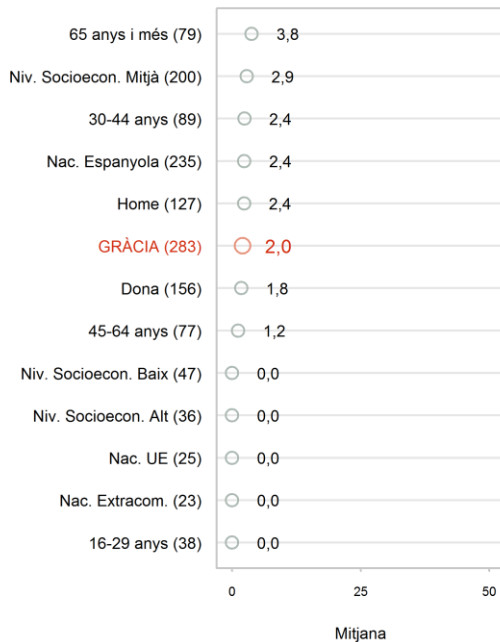 65 anys i més (79) 3,8
Niv. Socioecon. Mitjà (200) 2,9
30-44 anys (89) 2,4
Nac. Espanyola (235) 2,4
Home (127) 2,4
GRÀCIA (283) 2,0
Dona (156) 1,8
45-64 anys (77) 1,2
Niv. Socioecon. Baix (47) 0,0
Niv. Socioecon. Alt (36) 0,0
Nac. UE (25) 0,0
Nac. Extracom. (23) 0,0
16-29 anys (38) 0,0
0 25 50
Mitjana